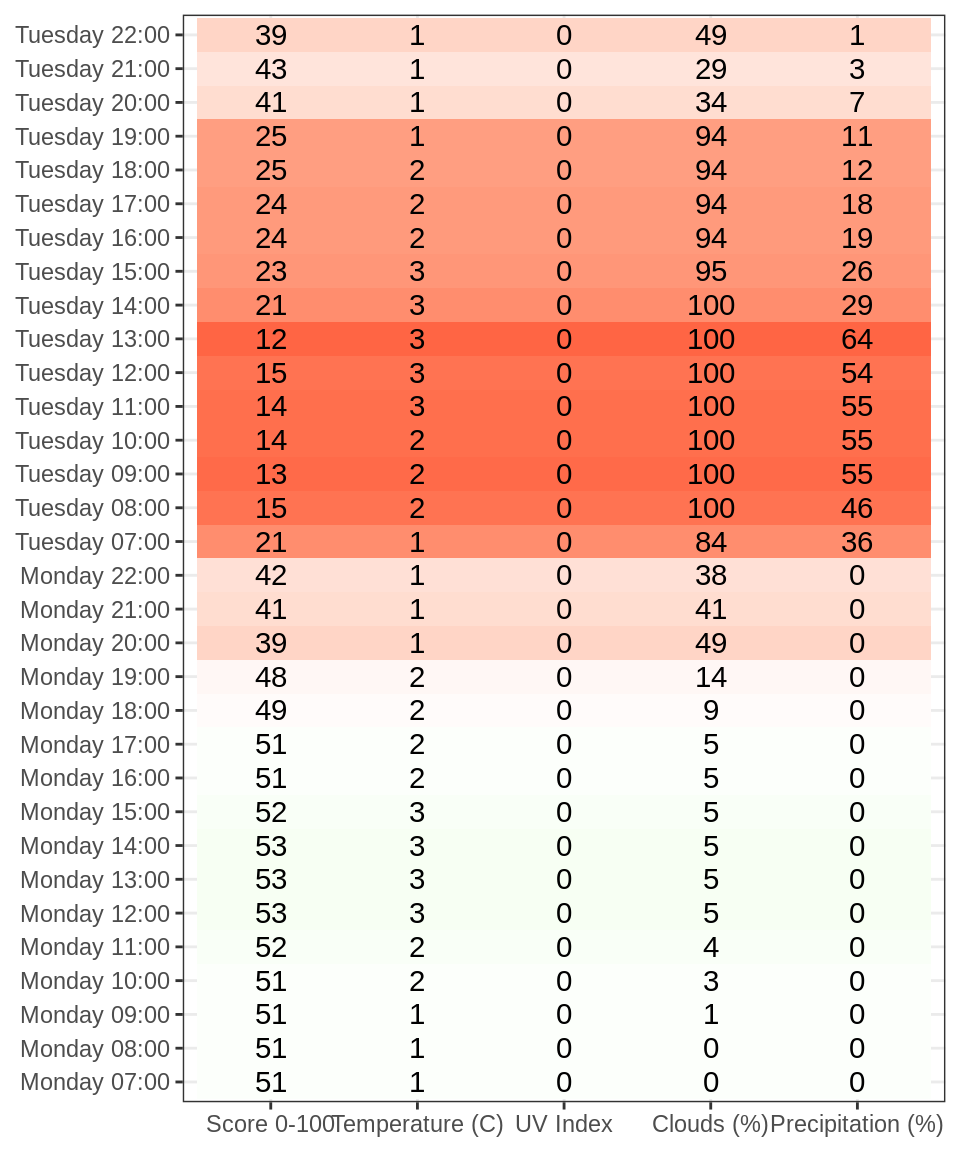 Tuesday 22:00 39 1 0 49 1
Tuesday 21:00 43 1 0 29 3
Tuesday 20:00 41 1 0 34 7
Tuesday 19:00 25 1 0 94 11
Tuesday 18:00 25 2 0 94 12
Tuesday 17:00 24 2 0 94 18
Tuesday 16:00 24 2 0 94 19
Tuesday 15:00 23 3 0 95 26
Tuesday 14:00 21 3 0 100 29
Tuesday 13:00 12 3 0 100 64
Tuesday 12:00 15 3 0 100 54
Tuesday 11:00 14 3 0 100 55
Tuesday 10:00 14 2 0 100 55
Tuesday 09:00 13 2 0 100 55
Tuesday 08:00 15 2 0 100 46
Tuesday 07:00 21 1 0 84 36
Monday 22:00 42 1 0 38 0
Monday 21:00 41 1 0 41 0
Monday 20:00 39 1 0 49 0
Monday 19:00 48 2 0 14 0
Monday 18:00 49 2 0 9 0
Monday 17:00 51 2 0 5 0
Monday 16:00 51 2 0 5 0
Monday 15:00 52 3 0 5 0
Monday 14:00 53 3 0 5 0
Monday 13:00 53 3 0 5 0
Monday 12:00 53 3 0 5 0
Monday 11:00 52 2 0 4 0
Monday 10:00 51 2 0 3 0
Monday 09:00 51 1 0 1 0
Monday 08:00 51 1 0 0 0
Monday 07:00 51 1 0 0 0
Score 0-100 Temperature (C) UV Index Clouds (%) Precipitation (%)